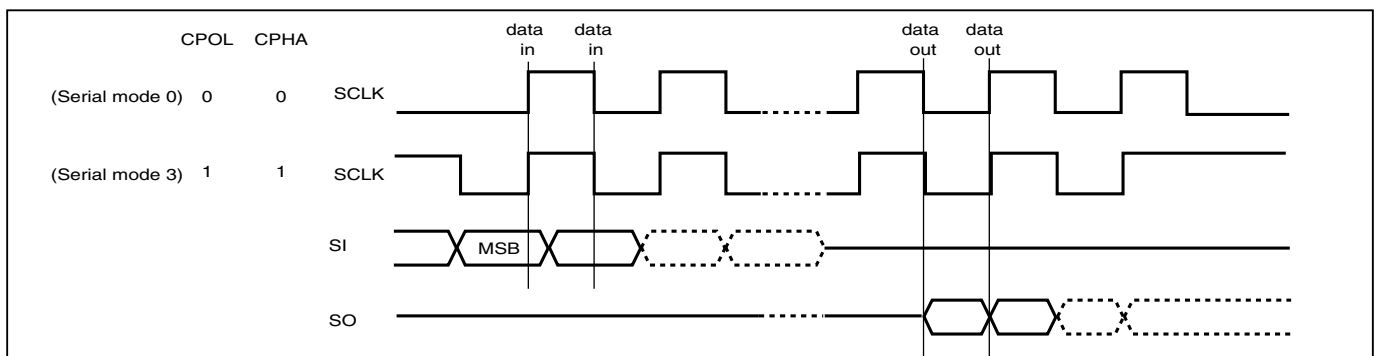 CPOL CPHA
data in
data in
data out
data out
(Serial mode 0) 0 0 SCLK
(Serial mode 3) 1 1 SCLK
SI MSB
SO